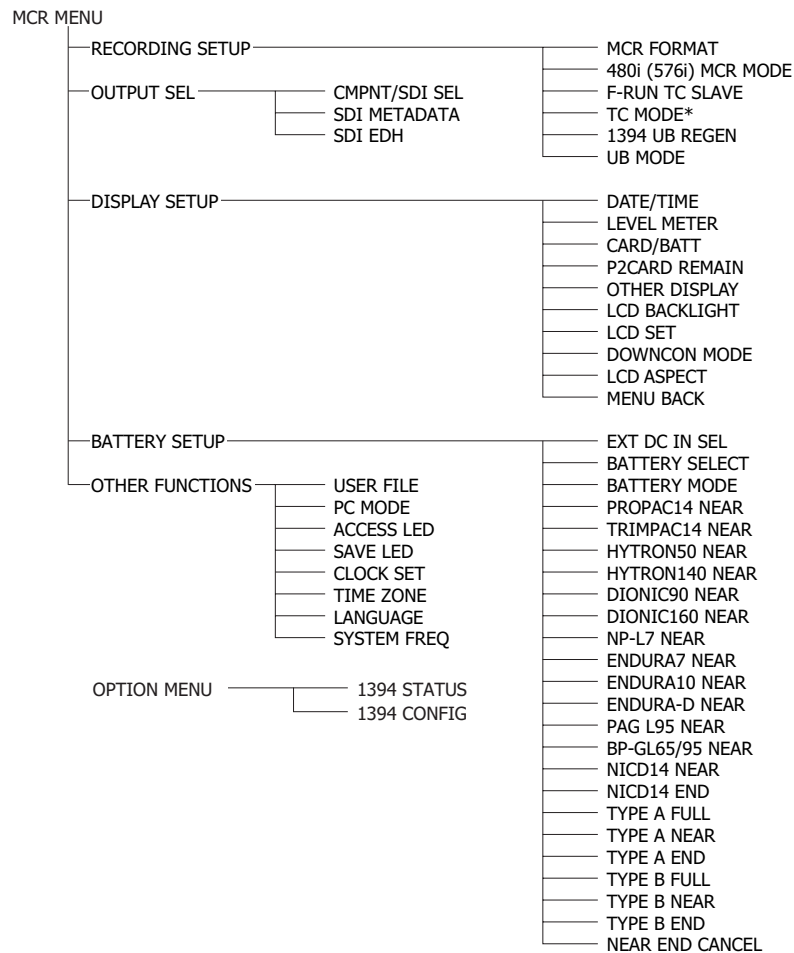 MCR MENU
RECORDING SETUP
MCR FORMAT
480i (576i) MCR MODE
F-RUN TC SLAVE
TC MODE*
1394 UB REGEN
UB MODE
OUTPUT SEL
CMPNT/SDI SEL
SDI METADATA
SDI EDH
DISPLAY SETUP
DATE/TIME
LEVEL METER
CARD/BATT
P2CARD REMAIN
OTHER DISPLAY
LCD BACKLIGHT
LCD SET
DOWNCON MODE
LCD ASPECT
MENU BACK
BATTERY SETUP
EXT DC IN SEL
BATTERY SELECT
BATTERY MODE
PROPAC14 NEAR
TRIMPAC14 NEAR
HYTRON50 NEAR
HYTRON140 NEAR
DIONIC90 NEAR
DIONIC160 NEAR
NP-L7 NEAR
ENDURA7 NEAR
ENDURA10 NEAR
ENDURA-D NEAR
PAG L95 NEAR
BP-GL65/95 NEAR
NICD14 NEAR
NICD14 END
TYPE A FULL
TYPE A NEAR
TYPE A END
TYPE B FULL
TYPE B NEAR
TYPE B END
NEAR END CANCEL
OTHER FUNCTIONS
USER FILE
PC MODE
ACCESS LED
SAVE LED
CLOCK SET
TIME ZONE
LANGUAGE
SYSTEM FREQ
OPTION MENU
1394 STATUS
1394 CONFIG